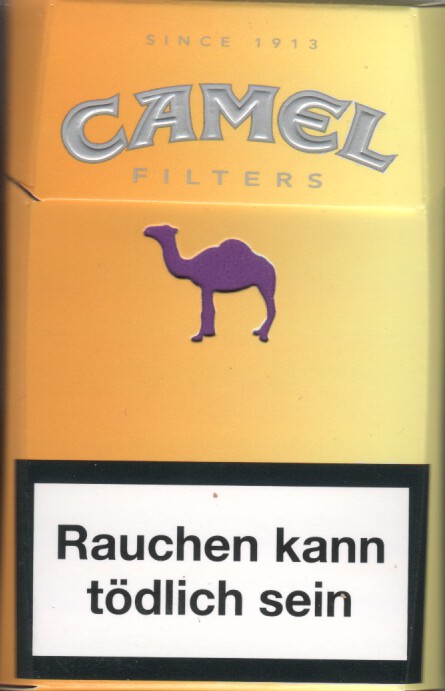 SINCE 1913
CAMEL
FILTERS
Rauchen kann
tödlich sein